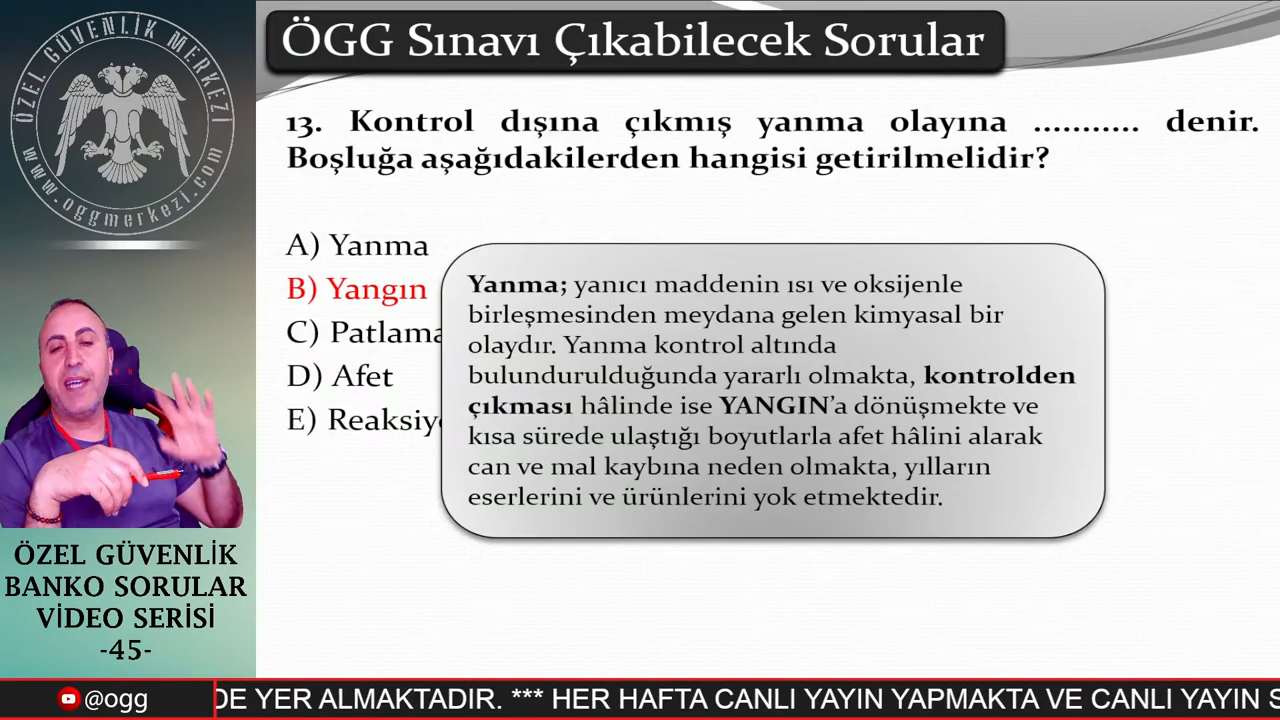 ÖZEL GÜVENLİK MERKEZİ
www.oggmerkezi.com
ÖGG Sınavı Çıkabilecek Sorular
13. Kontrol dışına çıkmış yanma olayına ........... denir.
Boşluğa aşağıdakilerden hangisi getirilmelidir?
A) Yanma
B) Yangın
C) Patlama
D) Afet
E)
Yanma; yanıcı maddenin ısı ve oksijenle
birleşmesinden meydana gelen kimyasal bir
olaydır. Yanma kontrol altında
bulundurulduğunda yararlı olmakta, kontrolden
çıkması hâlinde ise YANGIN’a dönüşmekte ve
kısa sürede ulaştığı boyutlarla afet hâlini alarak
can ve mal kaybına neden olmakta, yılların
eserlerini ve ürünlerini yok etmektedir.
ÖZEL GÜVENLİK
BANKO SORULAR
VİDEO SERİSİ
-45-
@ogg
DE YER ALMAKTADIR. *** HER HAFTA CANLI YAYIN YAPMAKTA VE CANLI YAYIN S